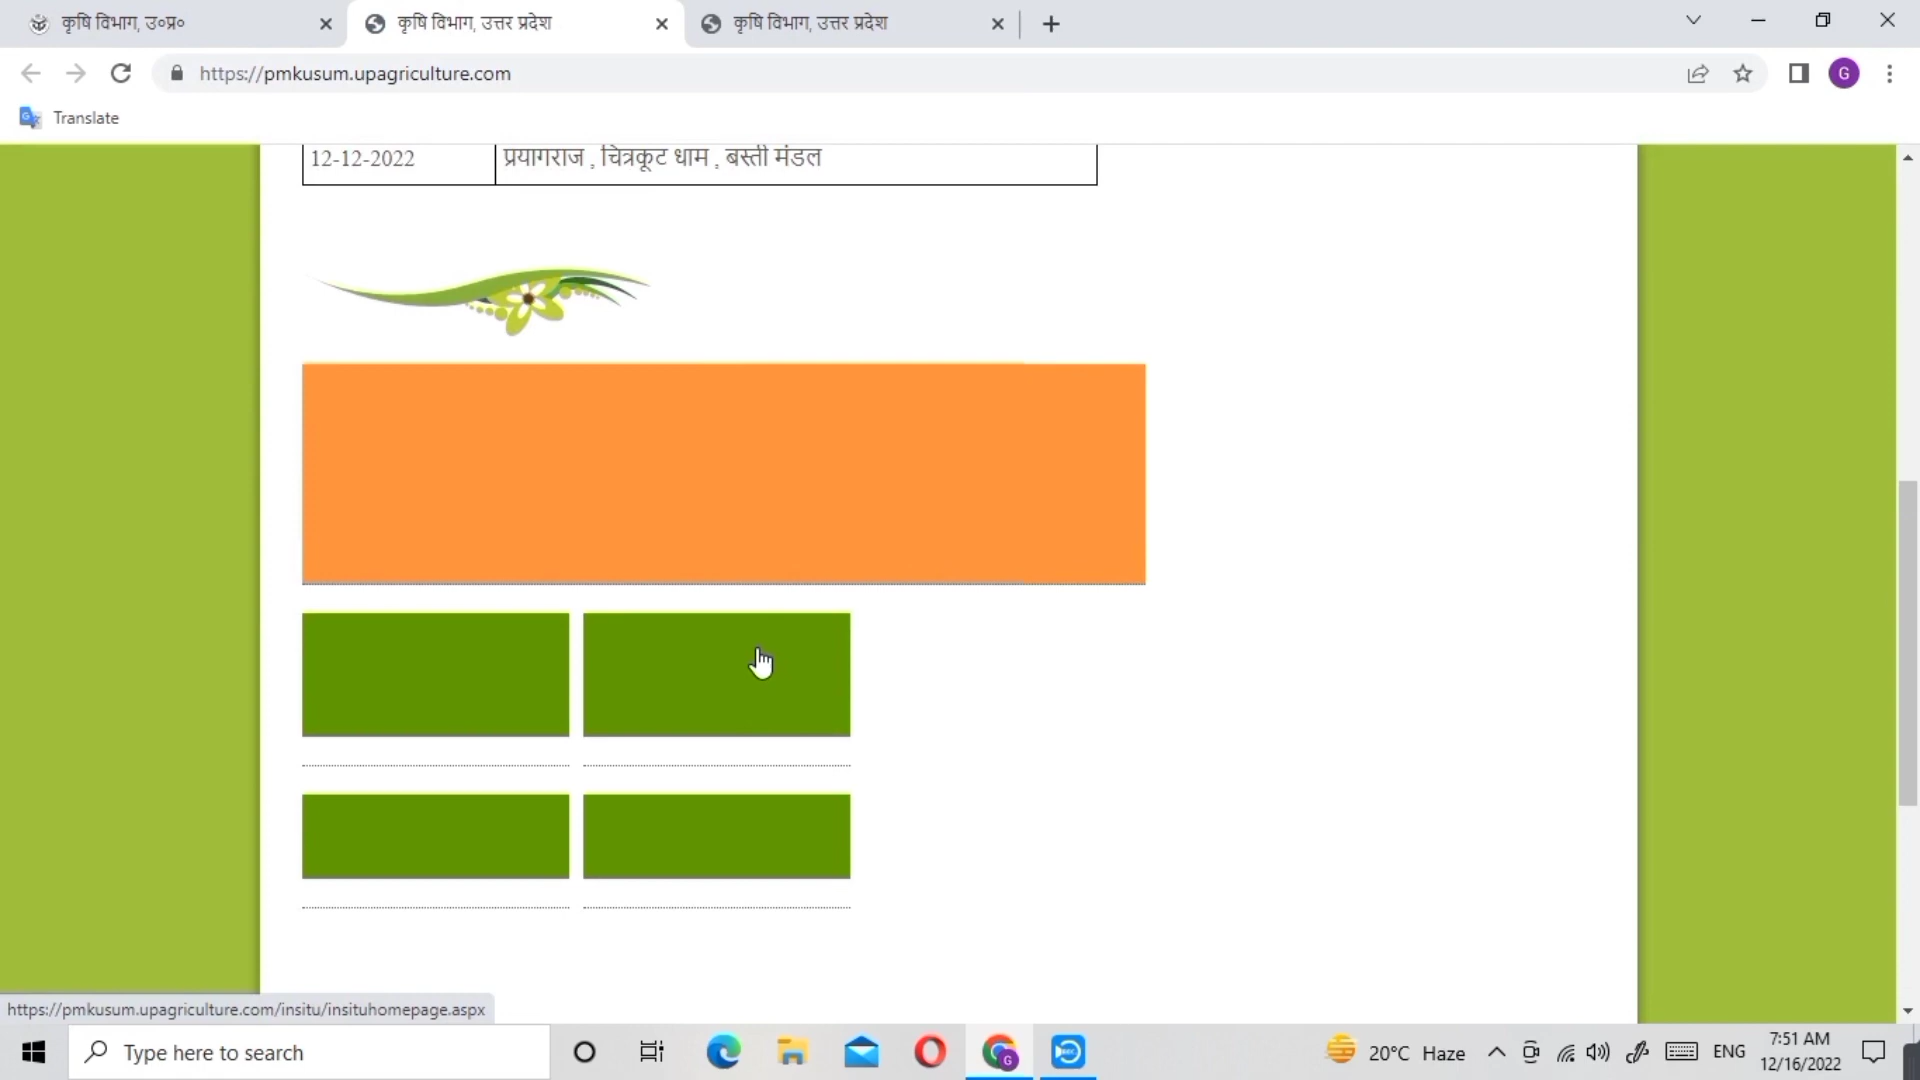 कृषि विभाग, उ०प्र०
कृषि विभाग, उत्तर प्रदेश
कृषि विभाग, उत्तर प्रदेश
https://pmkusum.upagriculture.com
G
Translate
12-12-2022 प्रयागराज , चित्रकूट धाम , बस्ती मंडल
https://pmkusum.upagriculture.com/insitu/insituhomepage.aspx
Type here to search
20°C Haze
ENG
7:51 AM
12/16/2022